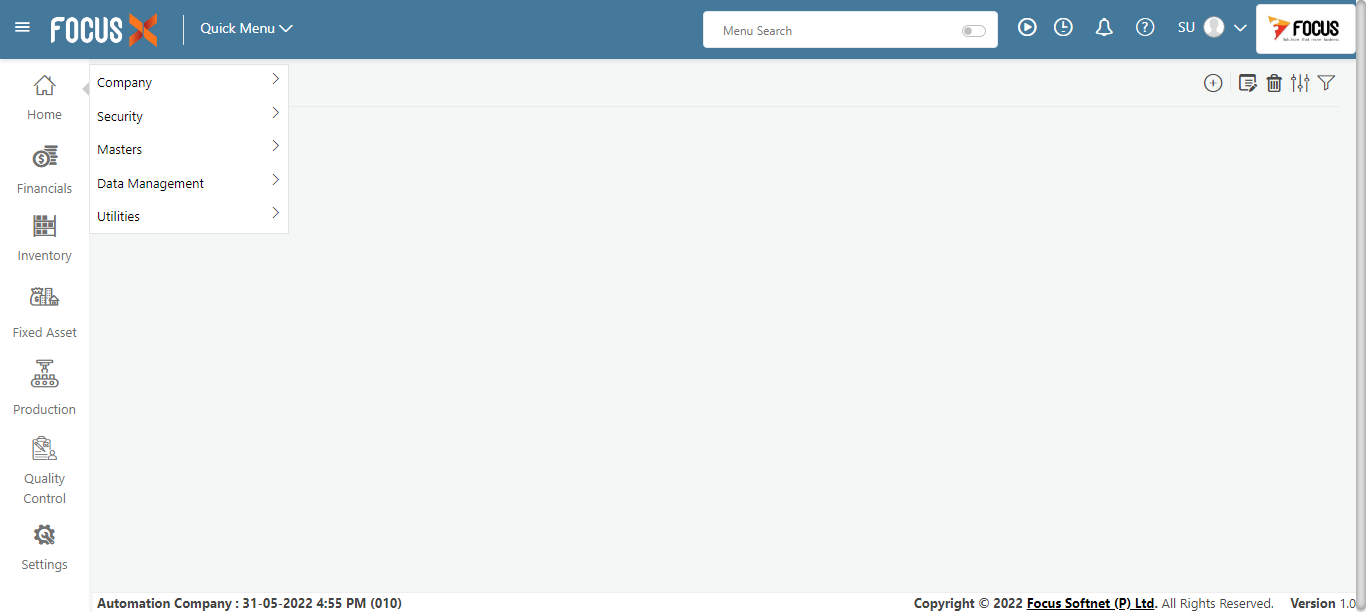 FOCUS X
Quick Menu
Menu Search
SU
FOCUS
Home
Financials
Inventory
Fixed Asset
Production
Quality
Control
Settings
Company
Security
Masters
Data Management
Utilities
Automation Company : 31-05-2022 4:55 PM (010)
Copyright © 2022 Focus Softnet (P) Ltd. All Rights Reserved. Version 1.0